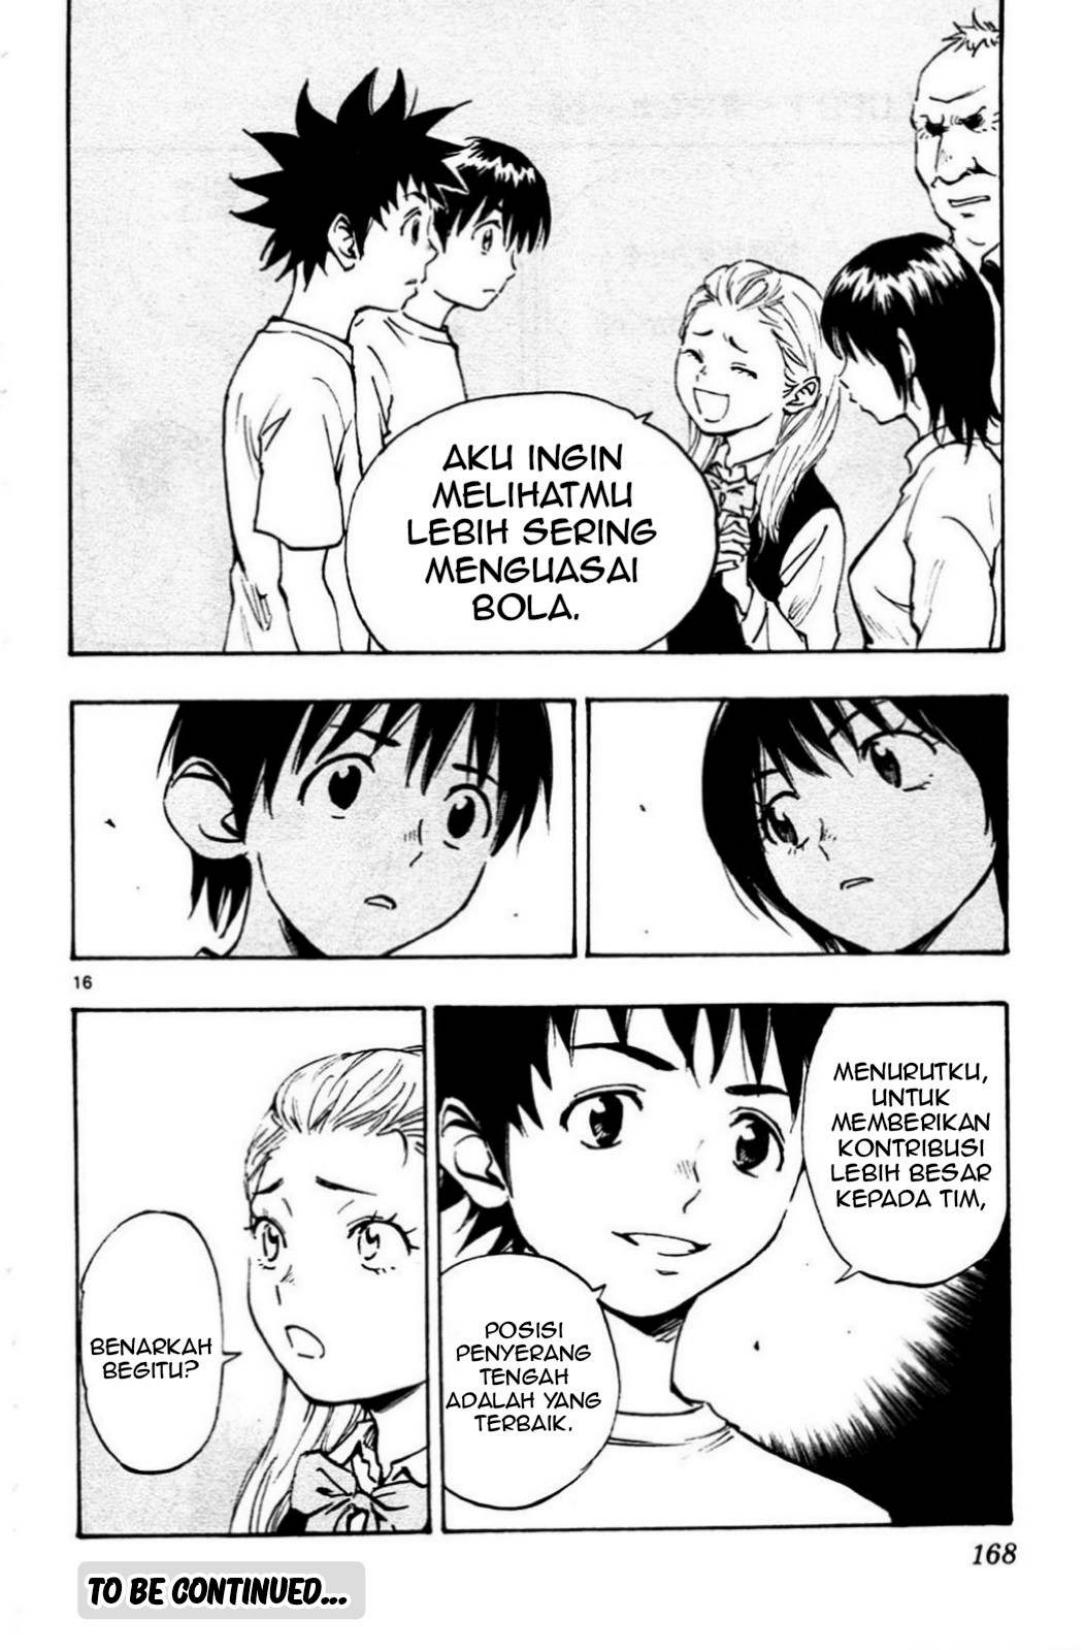 AKU INGIN
MELIHATMU
LEBIH SERING
MENGUASAI
BOLA.
16
MENURUTKU,
UNTUK
MEMBERIKAN
KONTRIBUSI
LEBIH BESAR
KEPADA TIM,
POSISI
PENYERANG
TENGAH
ADALAH YANG
TERBAIK.
BENARKAH
BEGITU?
168
TO BE CONTINUED...